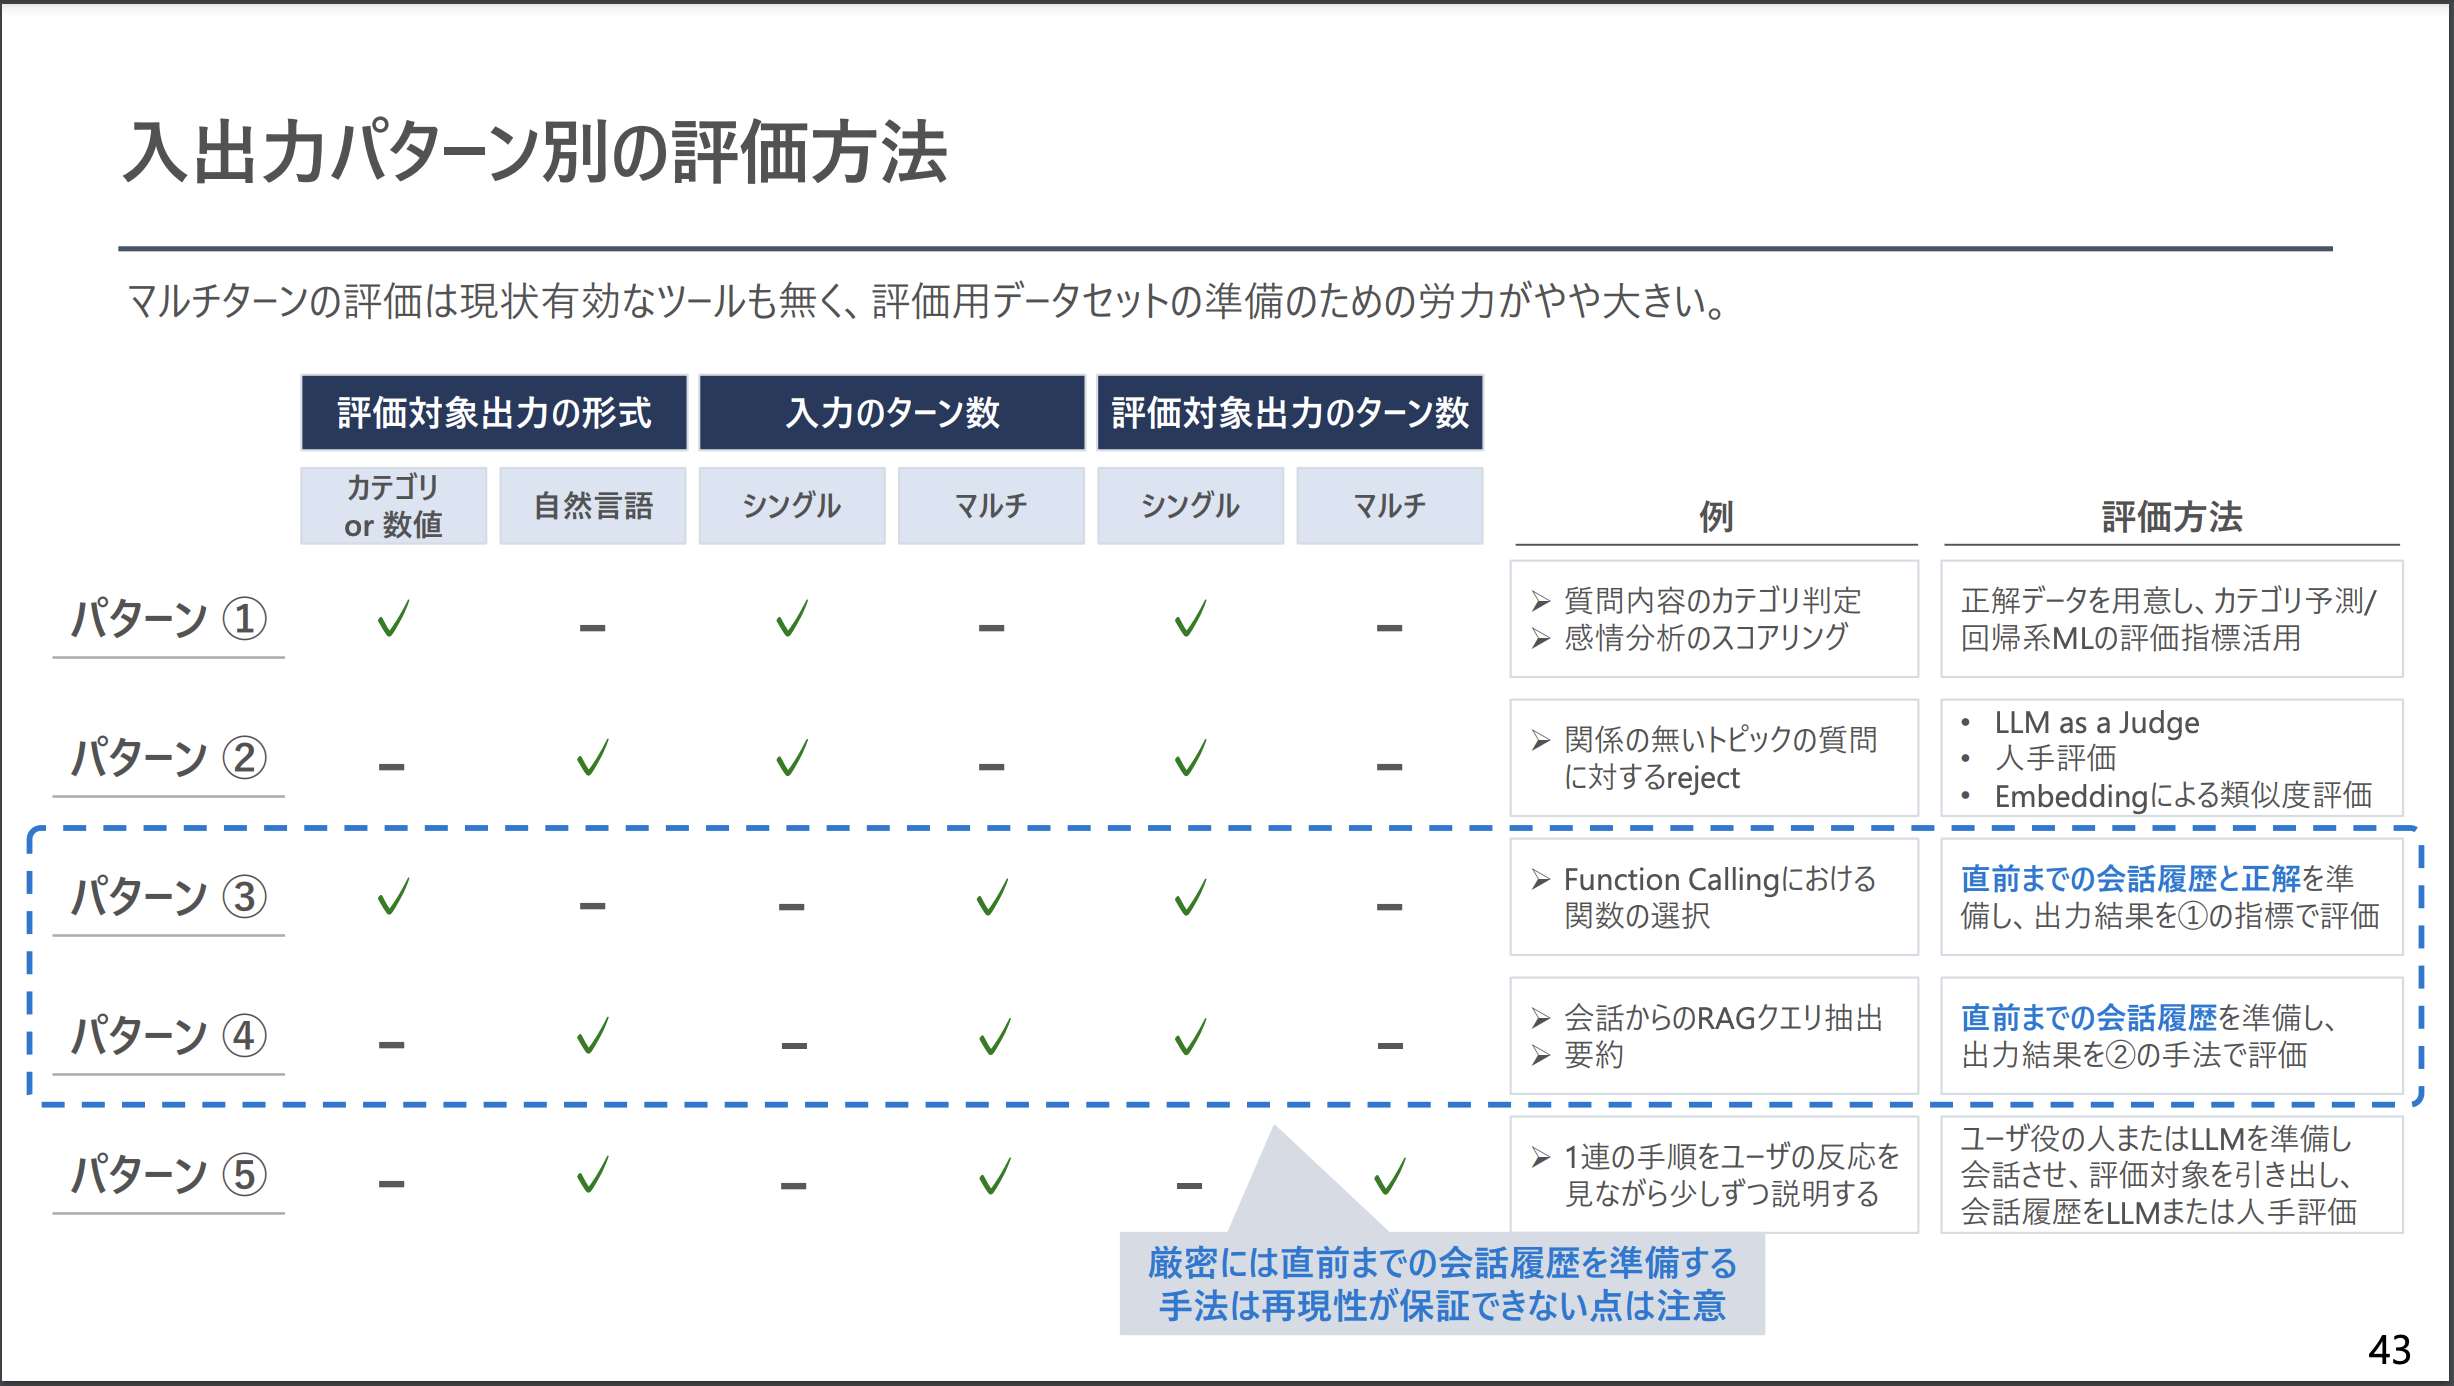 入出力パターン別の評価方法
マルチターンの評価は現状有効なツールも無く、評価用データセットの準備のための労力がやや大きい。
評価対象出力の形式
入力のターン数
評価対象出力のターン数
カテゴリ
or 数値
自然言語
シングル
マルチ
シングル
マルチ
例
評価方法
パターン ①
✓ – ✓ – ✓ –
➢ 質問内容のカテゴリ判定
➢ 感情分析のスコアリング
正解データを用意し、カテゴリ予測/
回帰系MLの評価指標活用
パターン ②
– ✓ ✓ – ✓ –
➢ 関係の無いトピックの質問
に対するreject
• LLM as a Judge
• 人手評価
• Embeddingによる類似度評価
パターン ③
✓ – – ✓ ✓ –
➢ Function Callingにおける
関数の選択
直前までの会話履歴と正解を準
備し、出力結果を①の指標で評価
パターン ④
– ✓ – ✓ ✓ –
➢ 会話からのRAGクエリ抽出
➢ 要約
直前までの会話履歴を準備し、
出力結果を②の手法で評価
パターン ⑤
– ✓ – ✓ – ✓
➢ 1連の手順をユーザの反応を
見ながら少しずつ説明する
ユーザ役の人またはLLMを準備し
会話させ、評価対象を引き出し、
会話履歴をLLMまたは人手評価
厳密には直前までの会話履歴を準備する
手法は再現性が保証できない点は注意
43